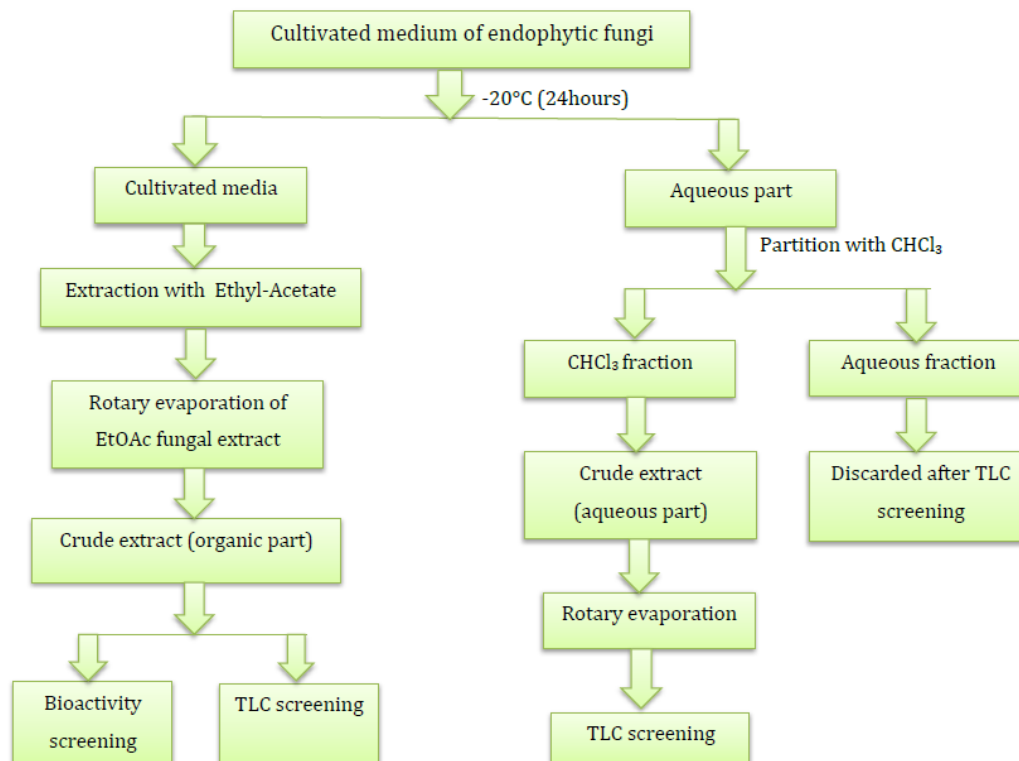 Cultivated medium of endophytic fungi
-20°C (24hours)
Cultivated media
Aqueous part
Partition with CHCl₃
Extraction with Ethyl-Acetate
CHCl₃ fraction
Aqueous fraction
Rotary evaporation of
EtOAc fungal extract
Crude extract
(aqueous part)
Discarded after TLC
screening
Crude extract (organic part)
Rotary evaporation
Bioactivity
screening
TLC screening
TLC screening